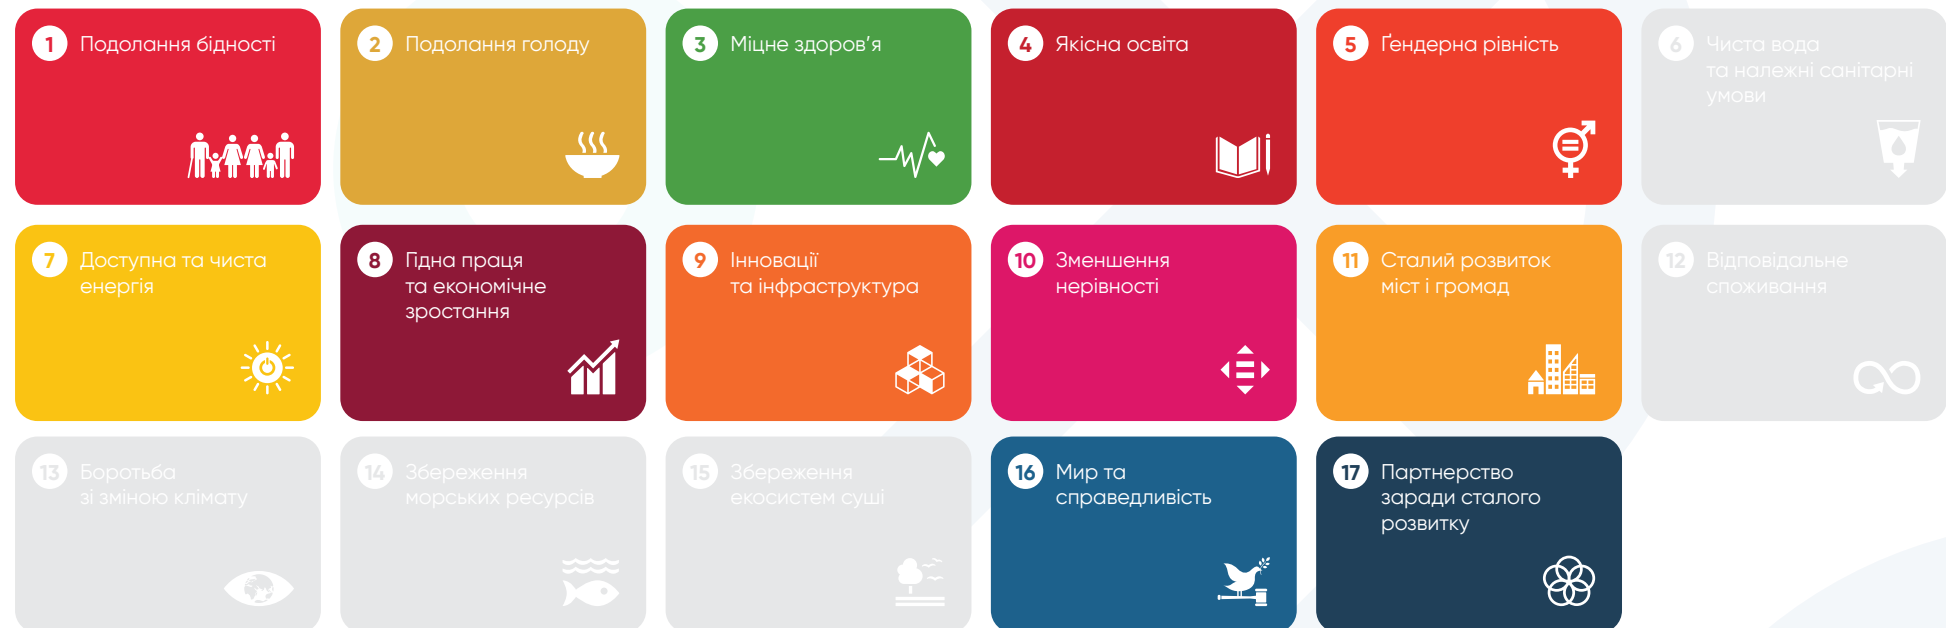 1 Подолання бідності
2 Подолання голоду
3 Міцне здоров’я
4 Якісна освіта
5 Ґендерна рівність
6 Чиста вода
та належні санітарні
умови
7 Доступна та чиста
енергія
8 Гідна праця
та економічне
зростання
9 Інновації
та інфраструктура
10 Зменшення
нерівності
11 Сталий розвиток
міст і громад
12 Відповідальне
споживання
13 Боротьба
зі зміною клімату
14 Збереження
морських ресурсів
15 Збереження
екосистем суші
16 Мир та
справедливість
17 Партнерство
заради сталого
розвитку